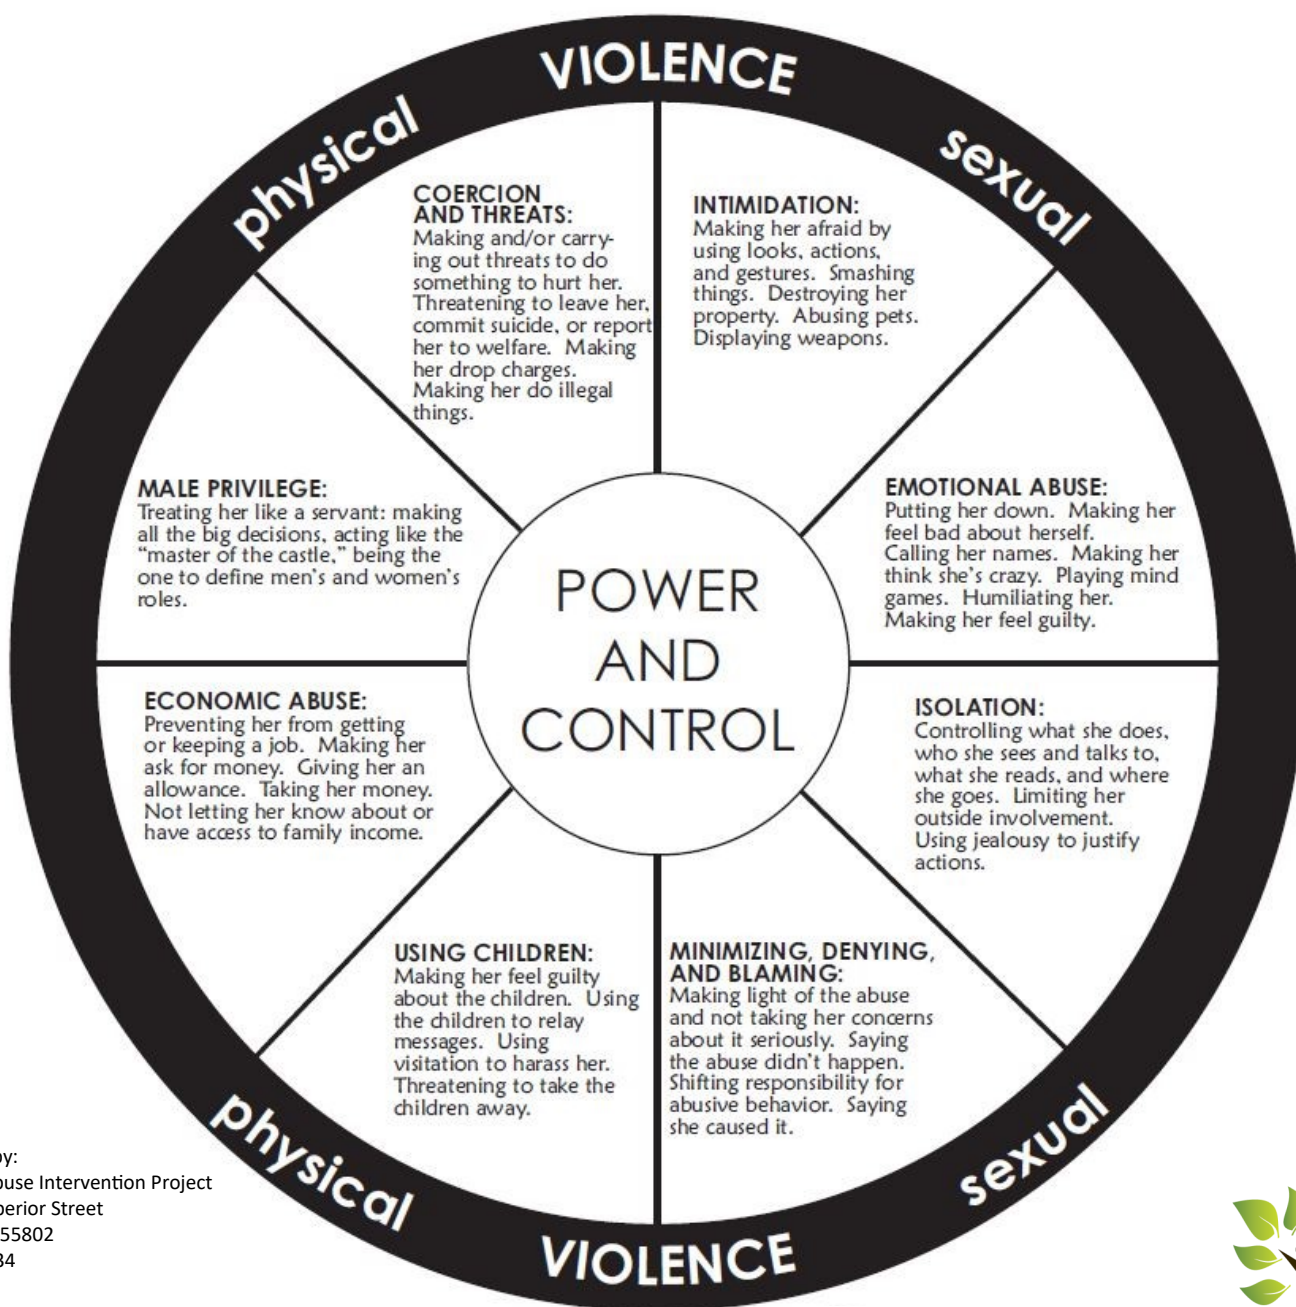 physical VIOLENCE sexual
COERCION
AND THREATS:
Making and/or carry-
ing out threats to do
something to hurt her.
Threatening to leave her,
commit suicide, or report
her to welfare.  Making
her drop charges.
Making her do illegal
things.
INTIMIDATION:
Making her afraid by
using looks, actions,
and gestures.  Smashing
things.  Destroying her
property.  Abusing pets.
Displaying weapons.
MALE PRIVILEGE:
Treating her like a servant: making
all the big decisions, acting like the
“master of the castle,” being the
one to define men’s and women’s
roles.
EMOTIONAL ABUSE:
Putting her down.  Making her
feel bad about herself.
Calling her names.  Making her
think she’s crazy.  Playing mind
games.  Humiliating her.
Making her feel guilty.
POWER
AND
CONTROL
ECONOMIC ABUSE:
Preventing her from getting
or keeping a job.  Making her
ask for money.  Giving her an
allowance.  Taking her money.
Not letting her know about or
have access to family income.
ISOLATION:
Controlling what she does,
who she sees and talks to,
what she reads, and where
she goes.  Limiting her
outside involvement.
Using jealousy to justify
actions.
USING CHILDREN:
Making her feel guilty
about the children.  Using
the children to relay
messages.  Using
visitation to harass her.
Threatening to take the
children away.
MINIMIZING, DENYING,
AND BLAMING:
Making light of the abuse
and not taking her concerns
about it seriously.  Saying
the abuse didn’t happen.
Shifting responsibility for
abusive behavior.  Saying
she caused it.
physical VIOLENCE sexual
by:
Intervention Project
Street
55802